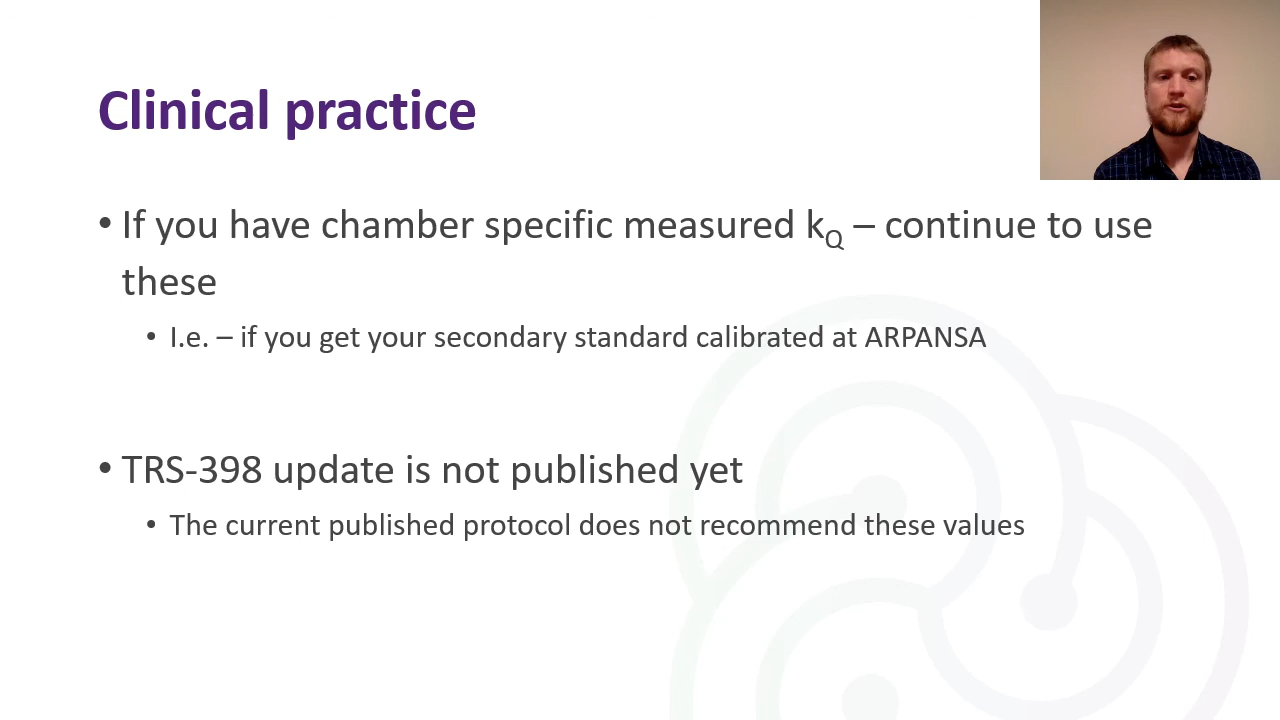 Clinical practice
• If you have chamber specific measured kQ – continue to use
these
• I.e. – if you get your secondary standard calibrated at ARPANSA
• TRS-398 update is not published yet
• The current published protocol does not recommend these values